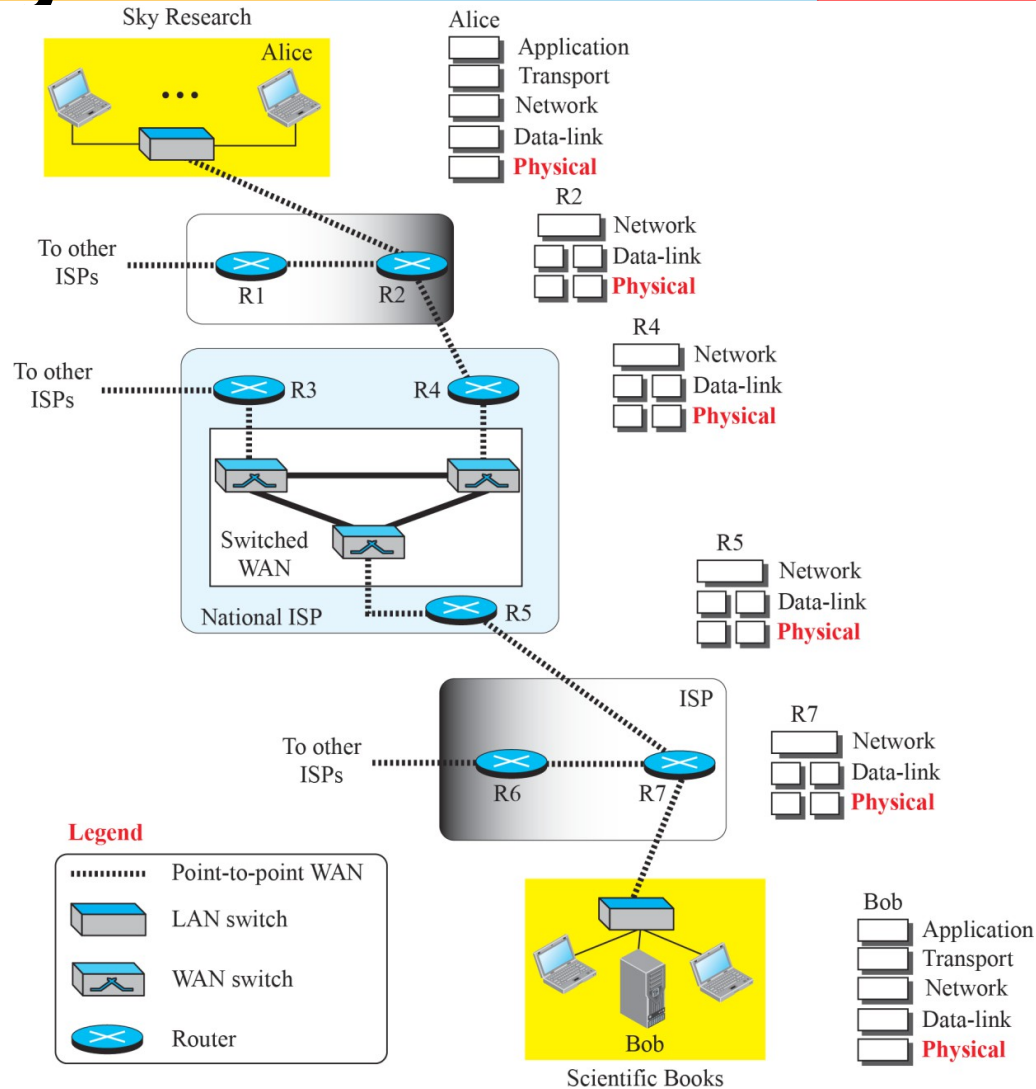 Sky Research
Alice
Alice
Application
Transport
Network
Data-link
Physical
R2
Network
Data-link
Physical
To other
ISPs
R1
R2
R4
Network
Data-link
Physical
To other
ISPs
R3
R4
Switched
WAN
National ISP
R5
R5
Network
Data-link
Physical
ISP
To other
ISPs
R6
R7
R7
Network
Data-link
Physical
Legend
Point-to-point WAN
LAN switch
WAN switch
Router
Bob
Scientific Books
Bob
Application
Transport
Network
Data-link
Physical